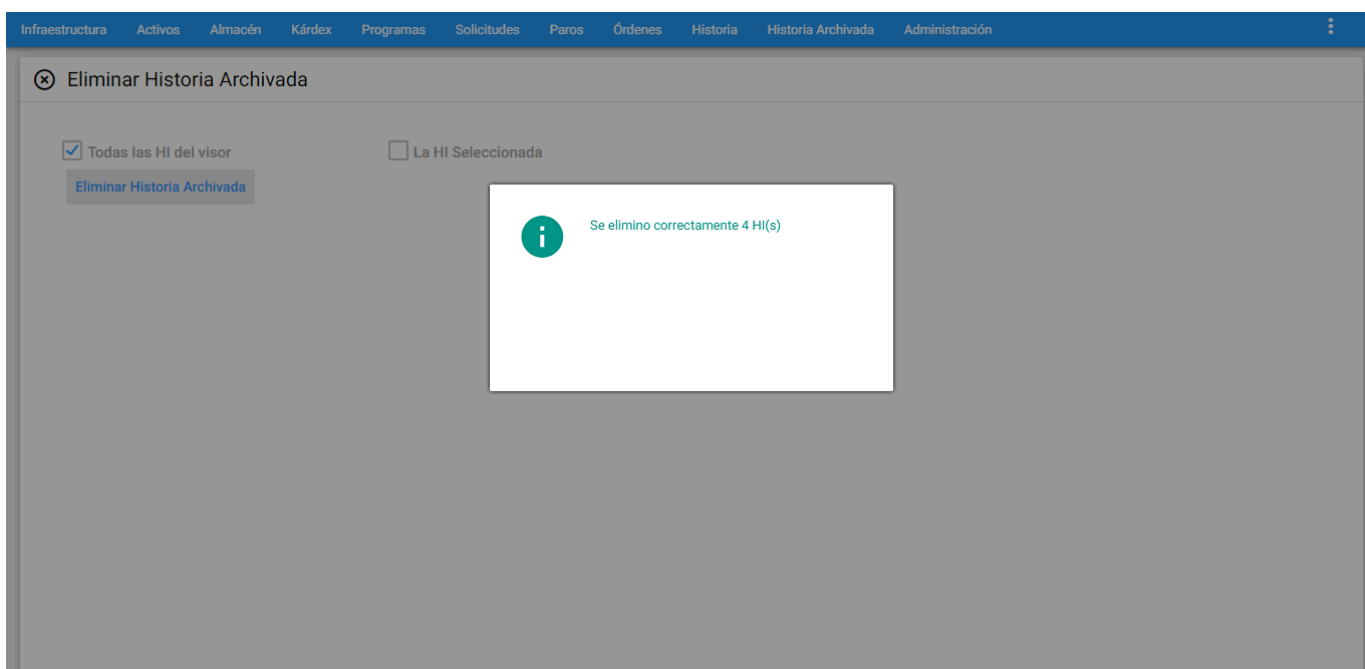 Infraestructura Activos Almacén Kárdex Programas Solicitudes Paros Órdenes Historia Historia Archivada Administración
Eliminar Historia Archivada
Todas las HI del visor La HI Seleccionada
Eliminar Historia Archivada
Se elimino correctamente 4 HI(s)